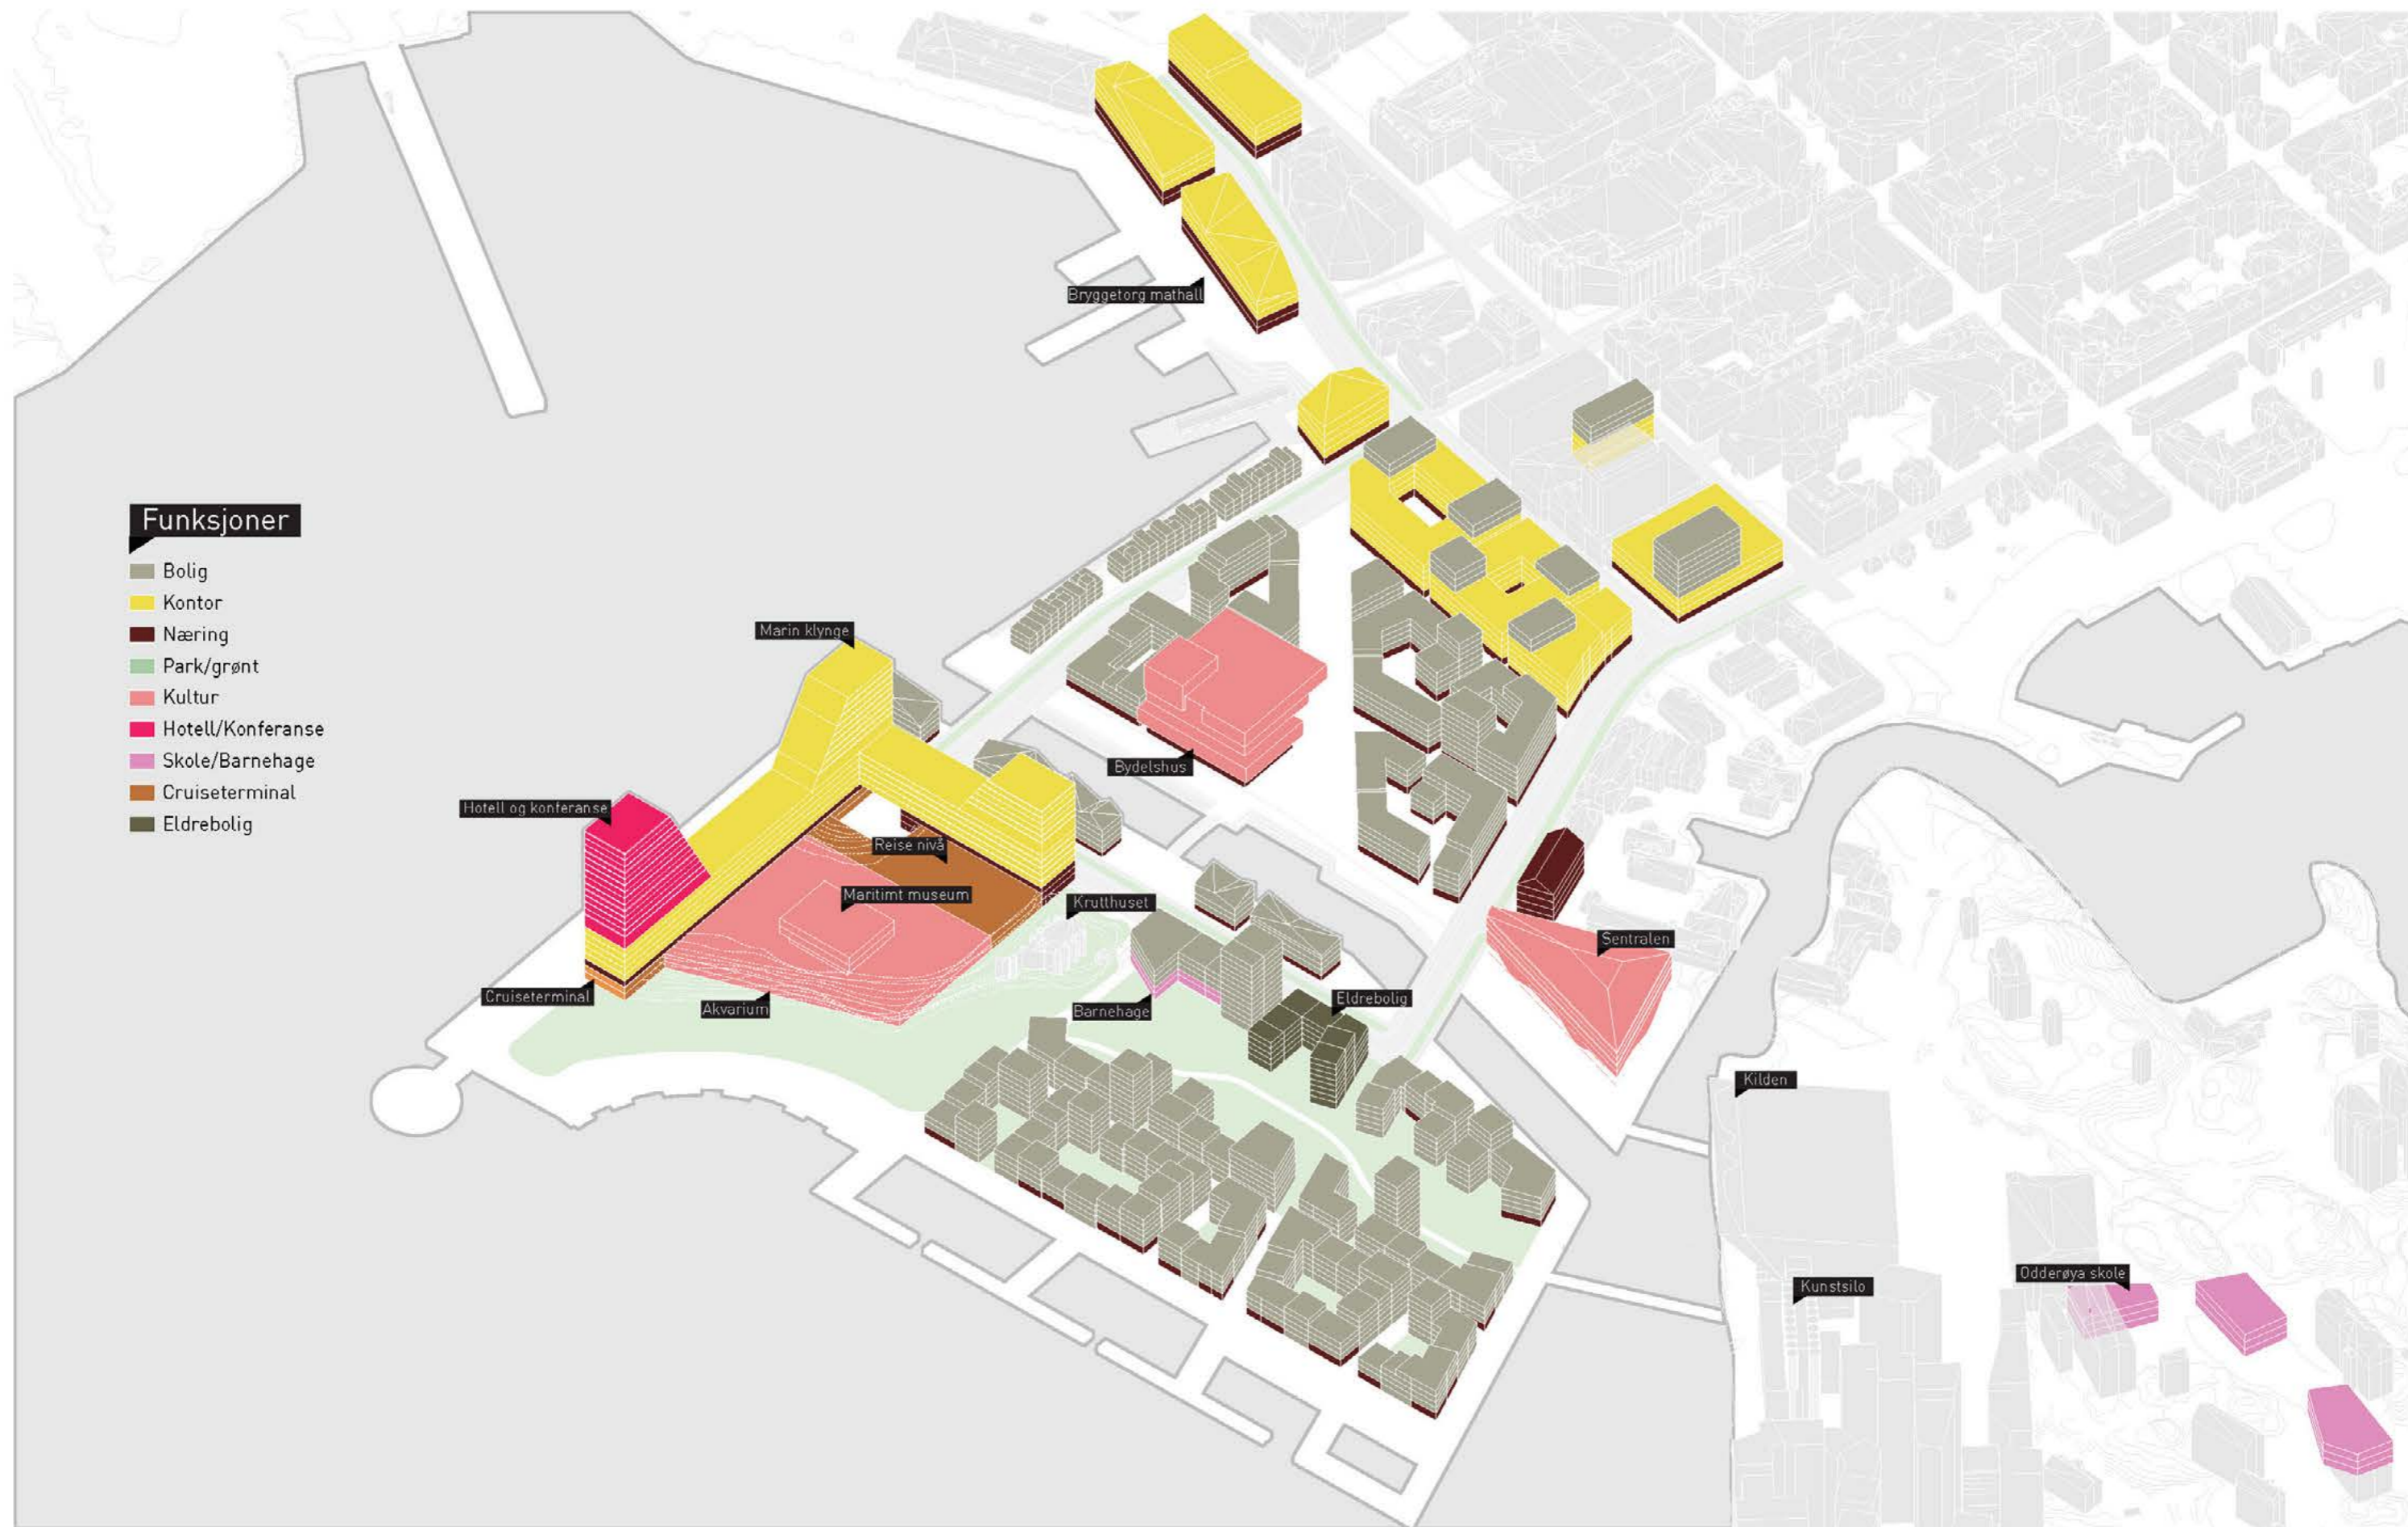 Bryggetorg mathall
Funksjoner
Bolig
Kontor
Næring
Park/grønt
Kultur
Hotell/Konferanse
Skole/Barnehage
Cruiseterminal
Eldrebolig
Marin klynge
Bydelshus
Hotell og konferanse
Reise nivå
Maritimt museum
Krutthuset
Sentralen
Cruiseterminal
Akvarium
Barnehage
Eldrebolig
Kilden
Kunstsilo
Odderøya skole